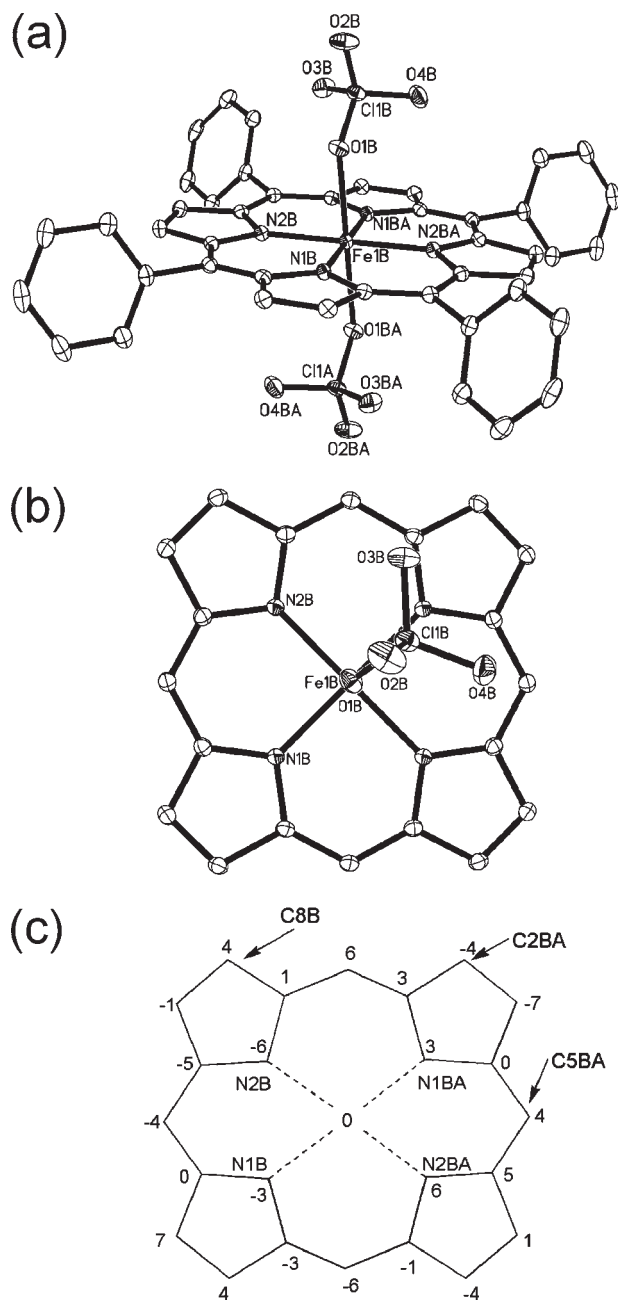 (a)
O2B
O3B
O4B
Cl1B
O1B
N2B
N1BA
N1B
Fe1B
N2BA
O1BA
Cl1A
O3BA
O4BA
O2BA
(b)
O3B
N2B
Cl1B
Fe1B
O2B
O4B
O1B
N1B
(c)
C8B
C2BA
4
6
-4
1
3
-1
-7
-6
3
C5BA
-5
0
N2B
N1BA
-4
0
4
N1B
N2BA
0
5
-3
6
7
1
-3
-1
4
-6
-4